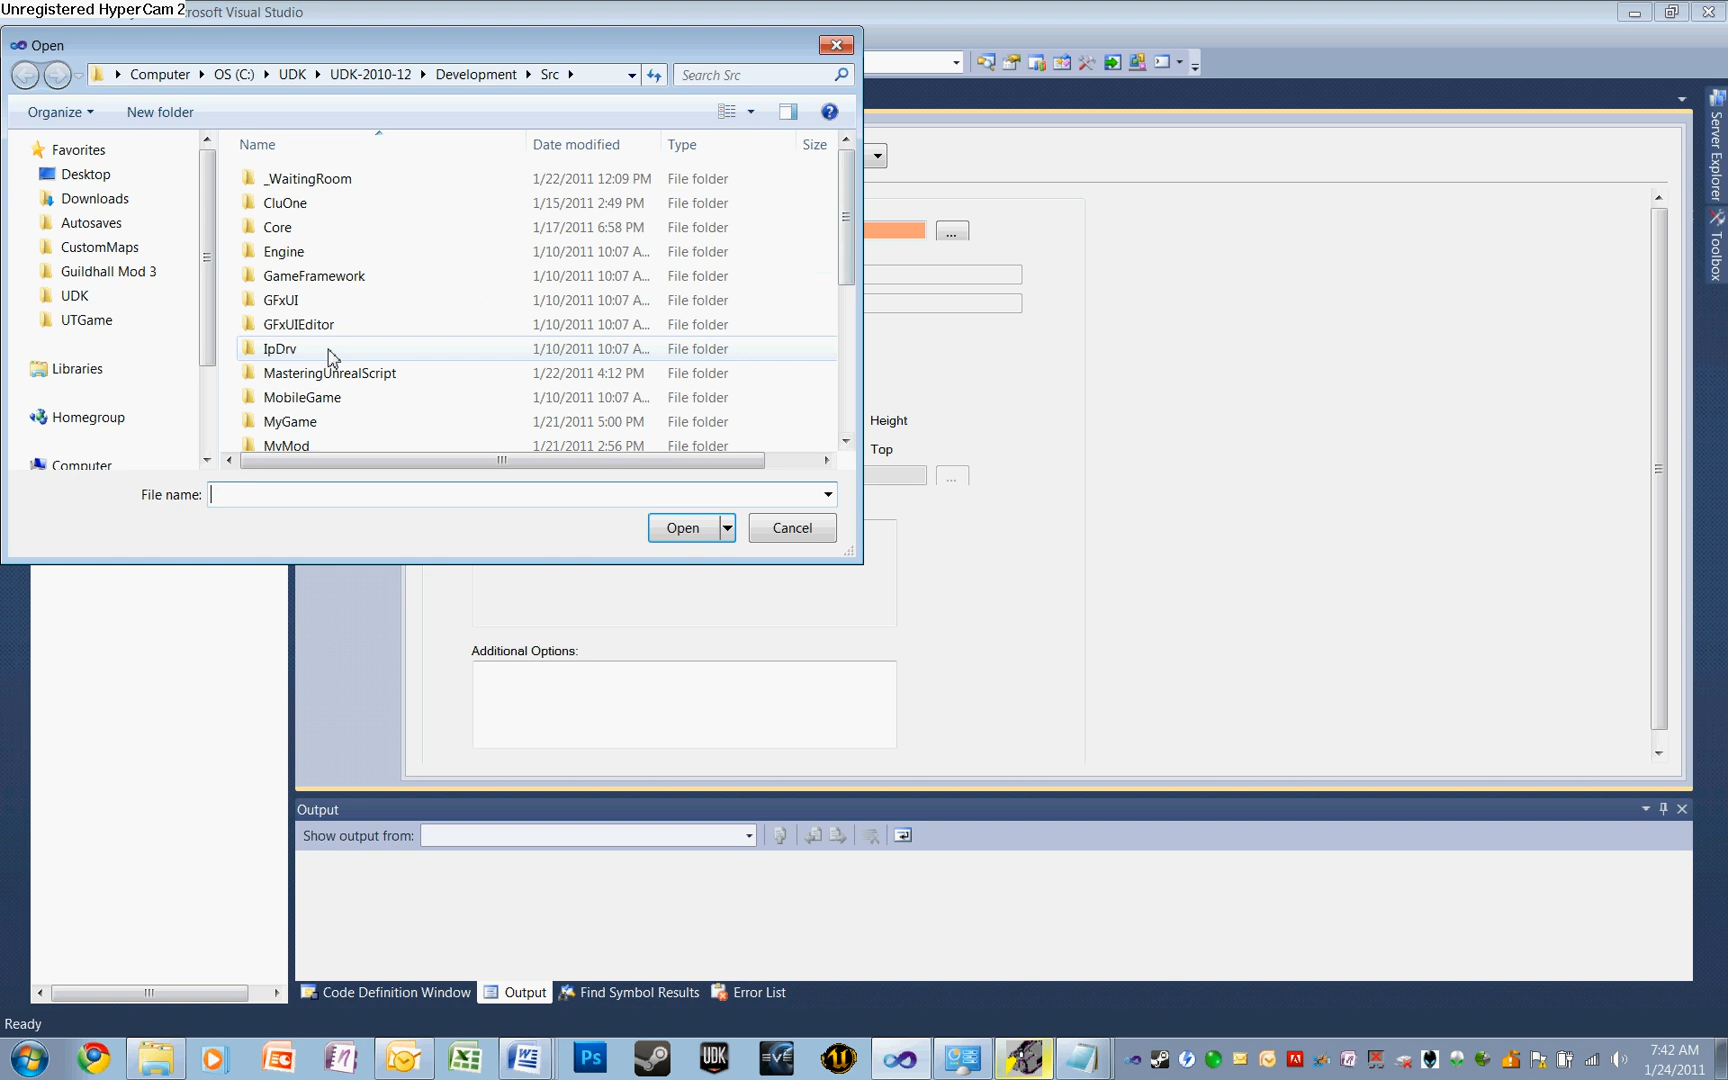 Unregistered HyperCam 2
rosoft Visual Studio
Open
Computer
OS (C:)
UDK
UDK-2010-12
Development
Src
Search Src
Organize
New folder
Name
Date modified
Type
Size
Favorites
Desktop
Downloads
Autosaves
CustomMaps
Guildhall Mod 3
UDK
UTGame
Libraries
Homegroup
Computer
_WaitingRoom 1/22/2011 12:09 PM File folder
CluOne 1/15/2011 2:49 PM File folder
Core 1/17/2011 6:58 PM File folder
Engine 1/10/2011 10:07 A... File folder
GameFramework 1/10/2011 10:07 A... File folder
GFxUI 1/10/2011 10:07 A... File folder
GFxUIEditor 1/10/2011 10:07 A... File folder
IpDrv 1/10/2011 10:07 A... File folder
MasteringUnrealScript 1/22/2011 4:12 PM File folder
MobileGame 1/10/2011 10:07 A... File folder
MyGame 1/21/2011 5:00 PM File folder
MyMod 1/21/2011 2:56 PM File folder
File name:
Open
Cancel
...
Height
Top
...
Additional Options:
Server Explorer
Toolbox
Output
Show output from:
Code Definition Window
Output
Find Symbol Results
Error List
Ready
Ps
UDK
EVE
7:42 AM
1/24/2011